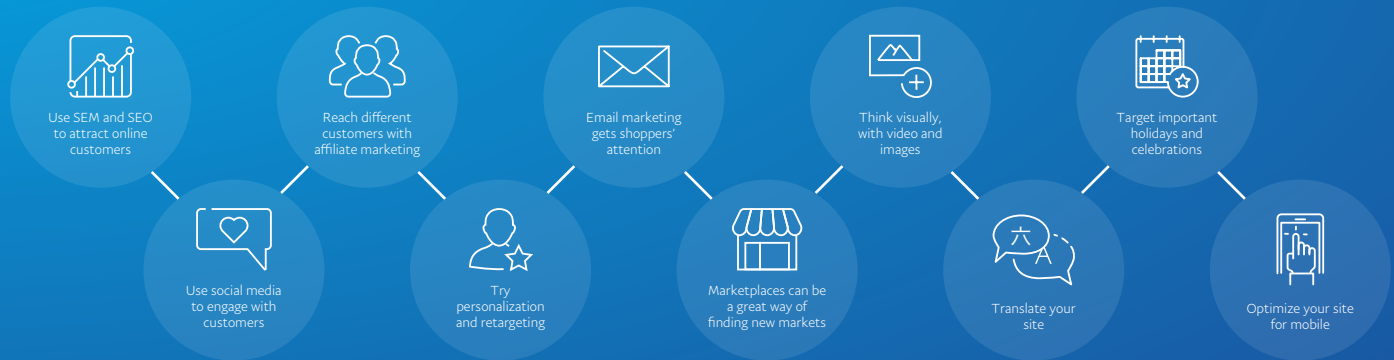 Use SEM and SEO
to attract online
customers
Use social media
to engage with
customers
Reach different
customers with
affiliate marketing
Try
personalization
and retargeting
Email marketing
gets shoppers'
attention
Marketplaces can be
a great way of
finding new markets
Think visually,
with video and
images
六
A
Translate your
site
Target important
holidays and
celebrations
Optimize your site
for mobile